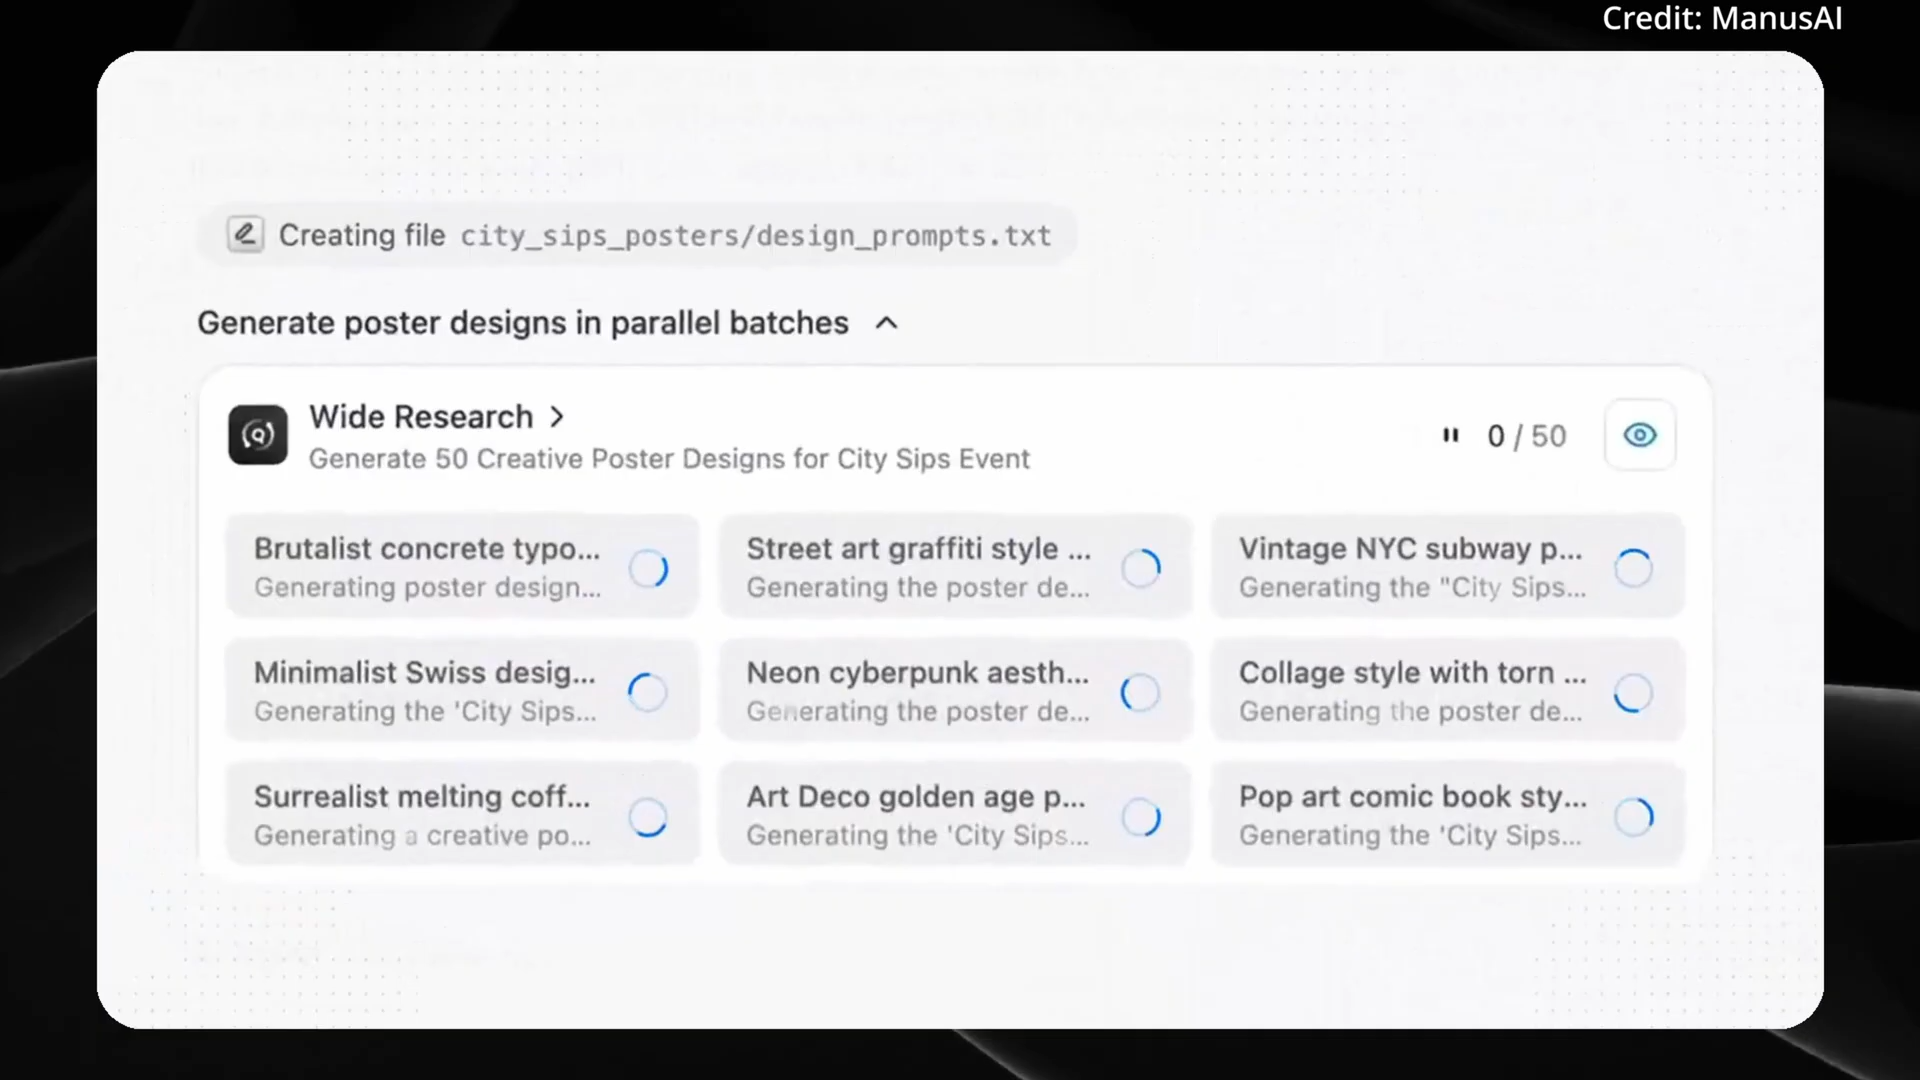 Credit: ManusAI
Creating file city_sips_posters/design_prompts.txt
Generate poster designs in parallel batches
Wide Research
0 / 50
Generate 50 Creative Poster Designs for City Sips Event
Brutalist concrete typo...
Generating poster design...
Street art graffiti style ...
Generating the poster de...
Vintage NYC subway p...
Generating the "City Sips...
Minimalist Swiss desig...
Generating the 'City Sips...
Neon cyberpunk aesth...
Generating the poster de...
Collage style with torn ...
Generating the poster de...
Surrealist melting coff...
Generating a creative po...
Art Deco golden age p...
Generating the 'City Sips...
Pop art comic book sty...
Generating the 'City Sips...